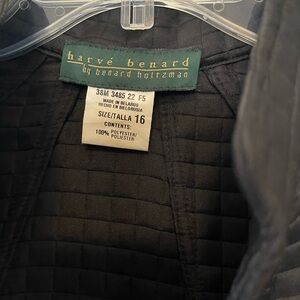 harvé benard
by benard holtzman
38M 3485 22 F5
MADE IN BELARUS
HECHO EN BIELORRUSIA
SIZE/TALLA 16
CONTENTS:
100% POLYESTER/
POLIESTER